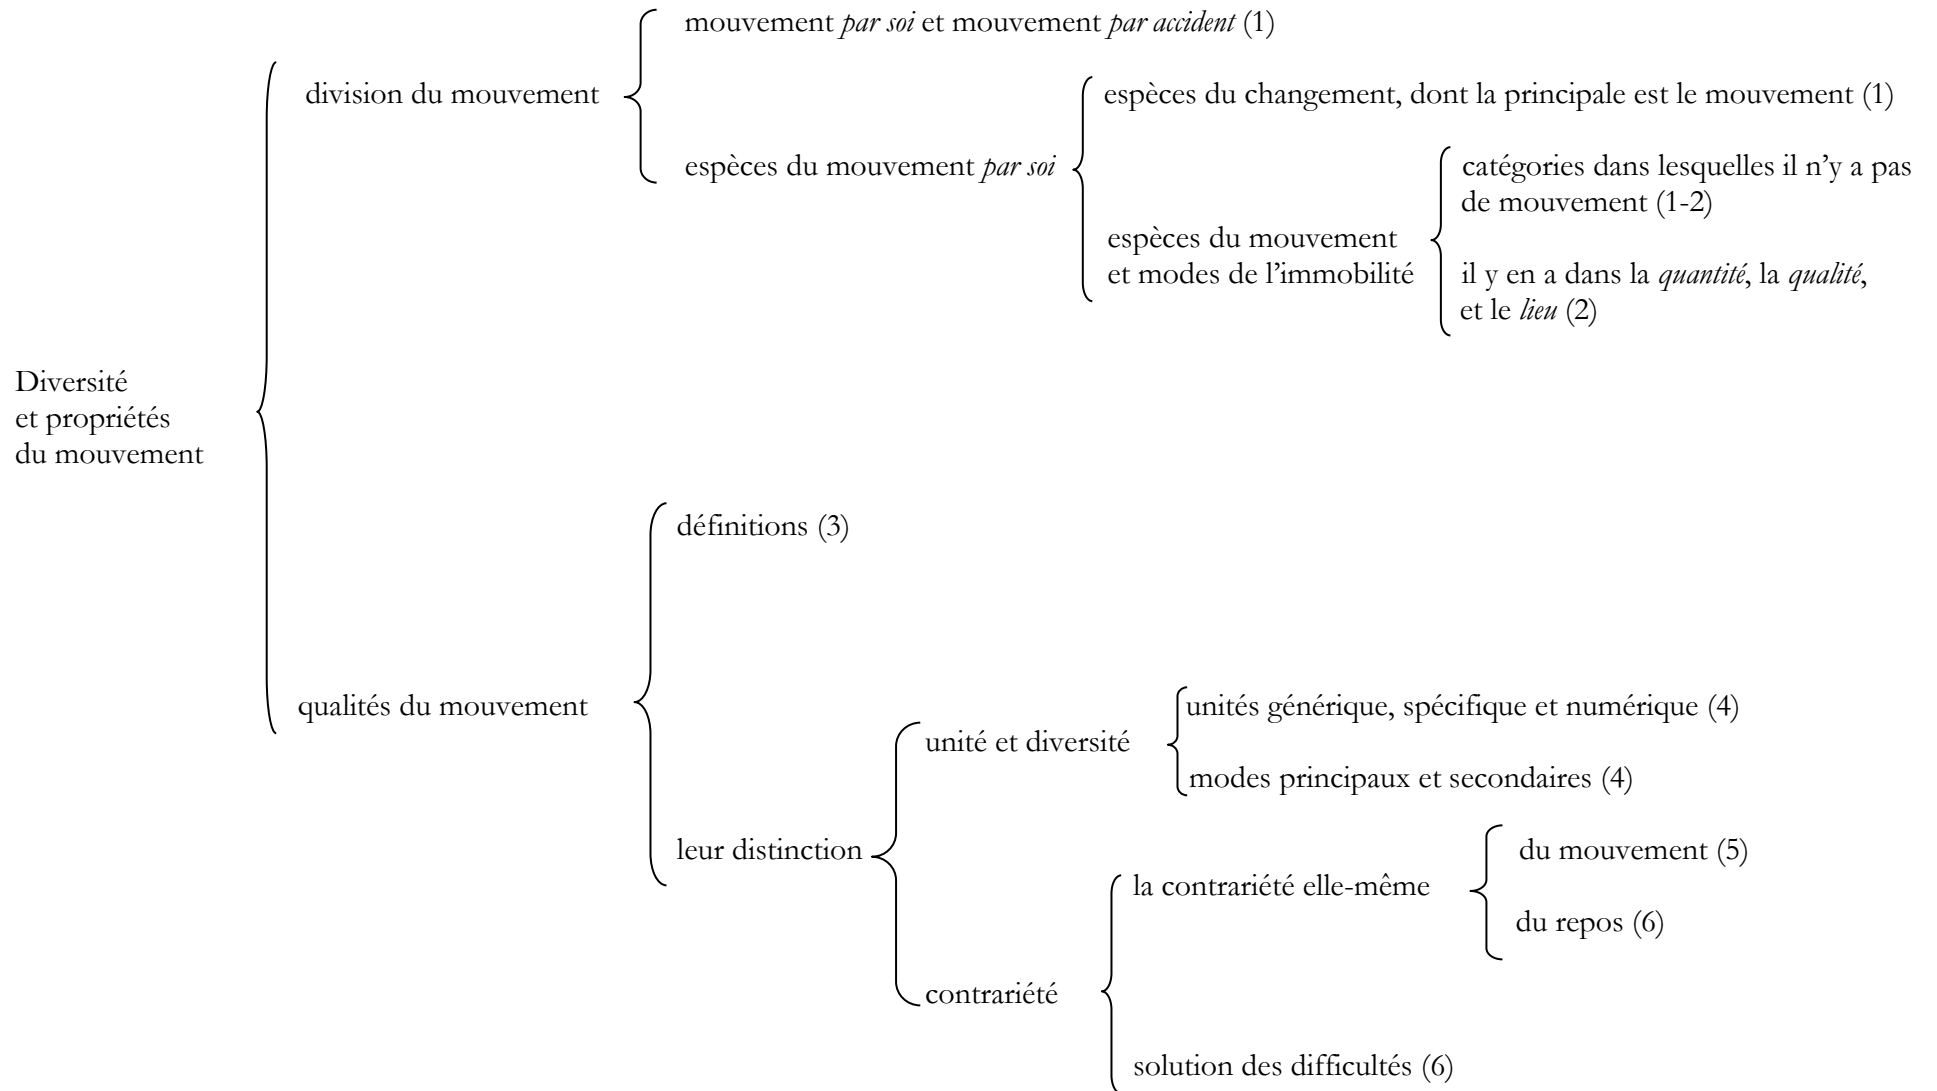 mouvement par soi et mouvement par accident (1)
division du mouvement
espèces du changement, dont la principale est le mouvement (1)
espèces du mouvement par soi
catégories dans lesquelles il n'y a pas
de mouvement (1-2)
espèces du mouvement
et modes de l'immobilité
il y en a dans la quantité, la qualité,
et le lieu (2)
Diversité
et propriétés
du mouvement
définitions (3)
qualités du mouvement
unités générique, spécifique et numérique (4)
unité et diversité
modes principaux et secondaires (4)
leur distinction
du mouvement (5)
la contrariété elle-même
du repos (6)
contrariété
solution des difficultés (6)